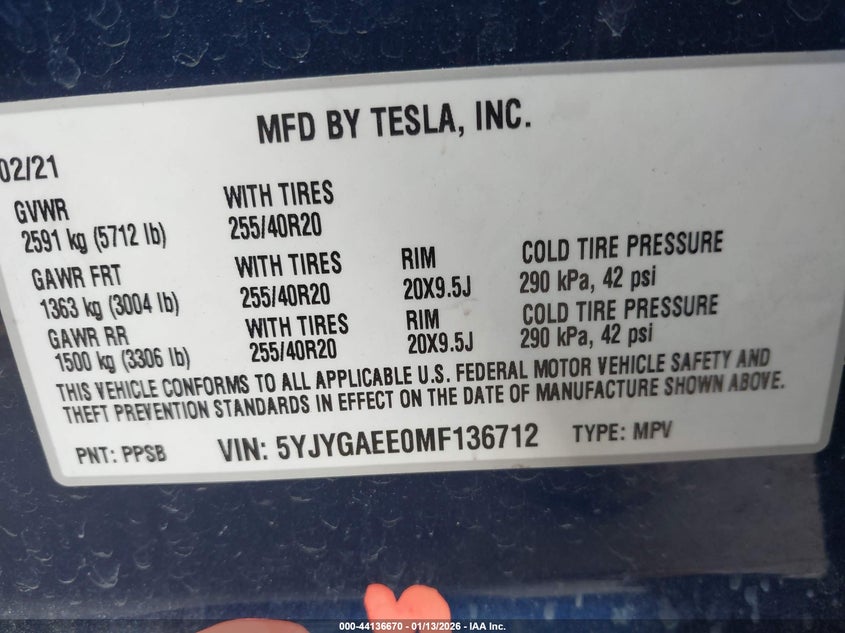 MFD BY TESLA, INC.
02/21
GVWR WITH TIRES
2591 kg (5712 lb) 255/40R20
GAWR FRT WITH TIRES RIM COLD TIRE PRESSURE
1363 kg (3004 lb) 255/40R20 20X9.5J 290 kPa, 42 psi
GAWR RR WITH TIRES RIM COLD TIRE PRESSURE
1500 kg (3306 lb) 255/40R20 20X9.5J 290 kPa, 42 psi
THIS VEHICLE CONFORMS TO ALL APPLICABLE U.S. FEDERAL MOTOR VEHICLE SAFETY AND
THEFT PREVENTION STANDARDS IN EFFECT ON THE DATE OF MANUFACTURE SHOWN ABOVE.
PNT: PPSB VIN: 5YJYGAEE0MF136712 TYPE: MPV
000-44136670 - 01/13/2026 - IAA Inc.